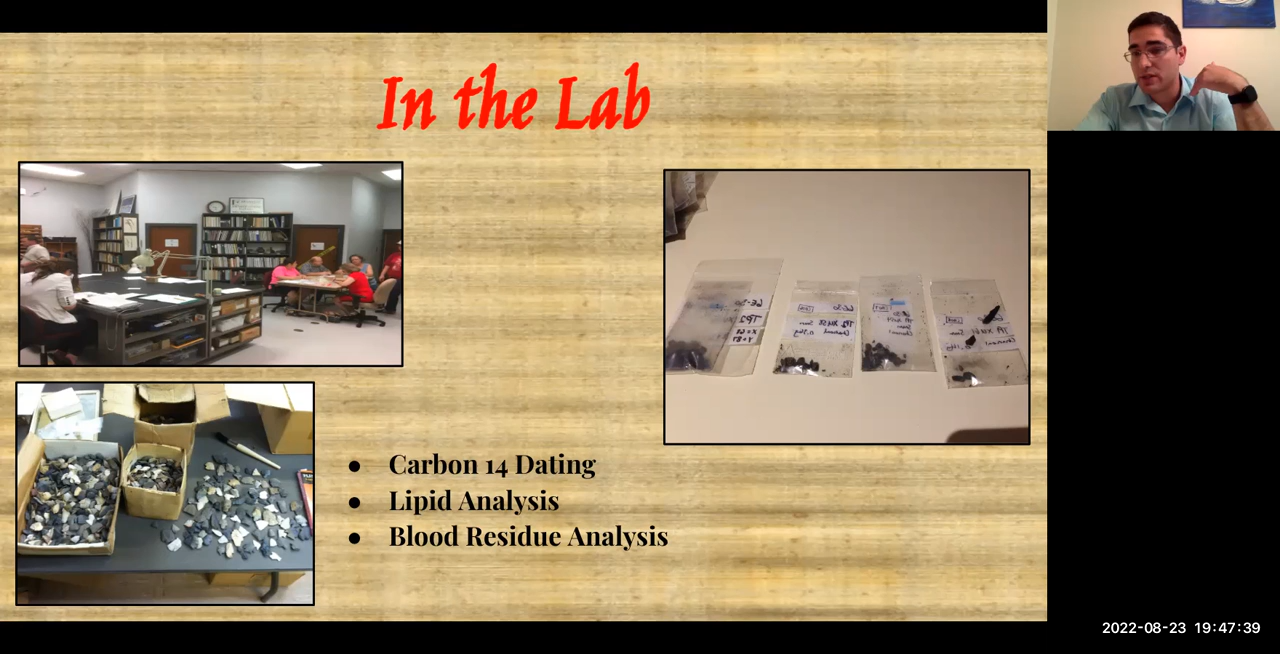 In the Lab
● Carbon 14 Dating
● Lipid Analysis
● Blood Residue Analysis
2022-08-23 19:47:39